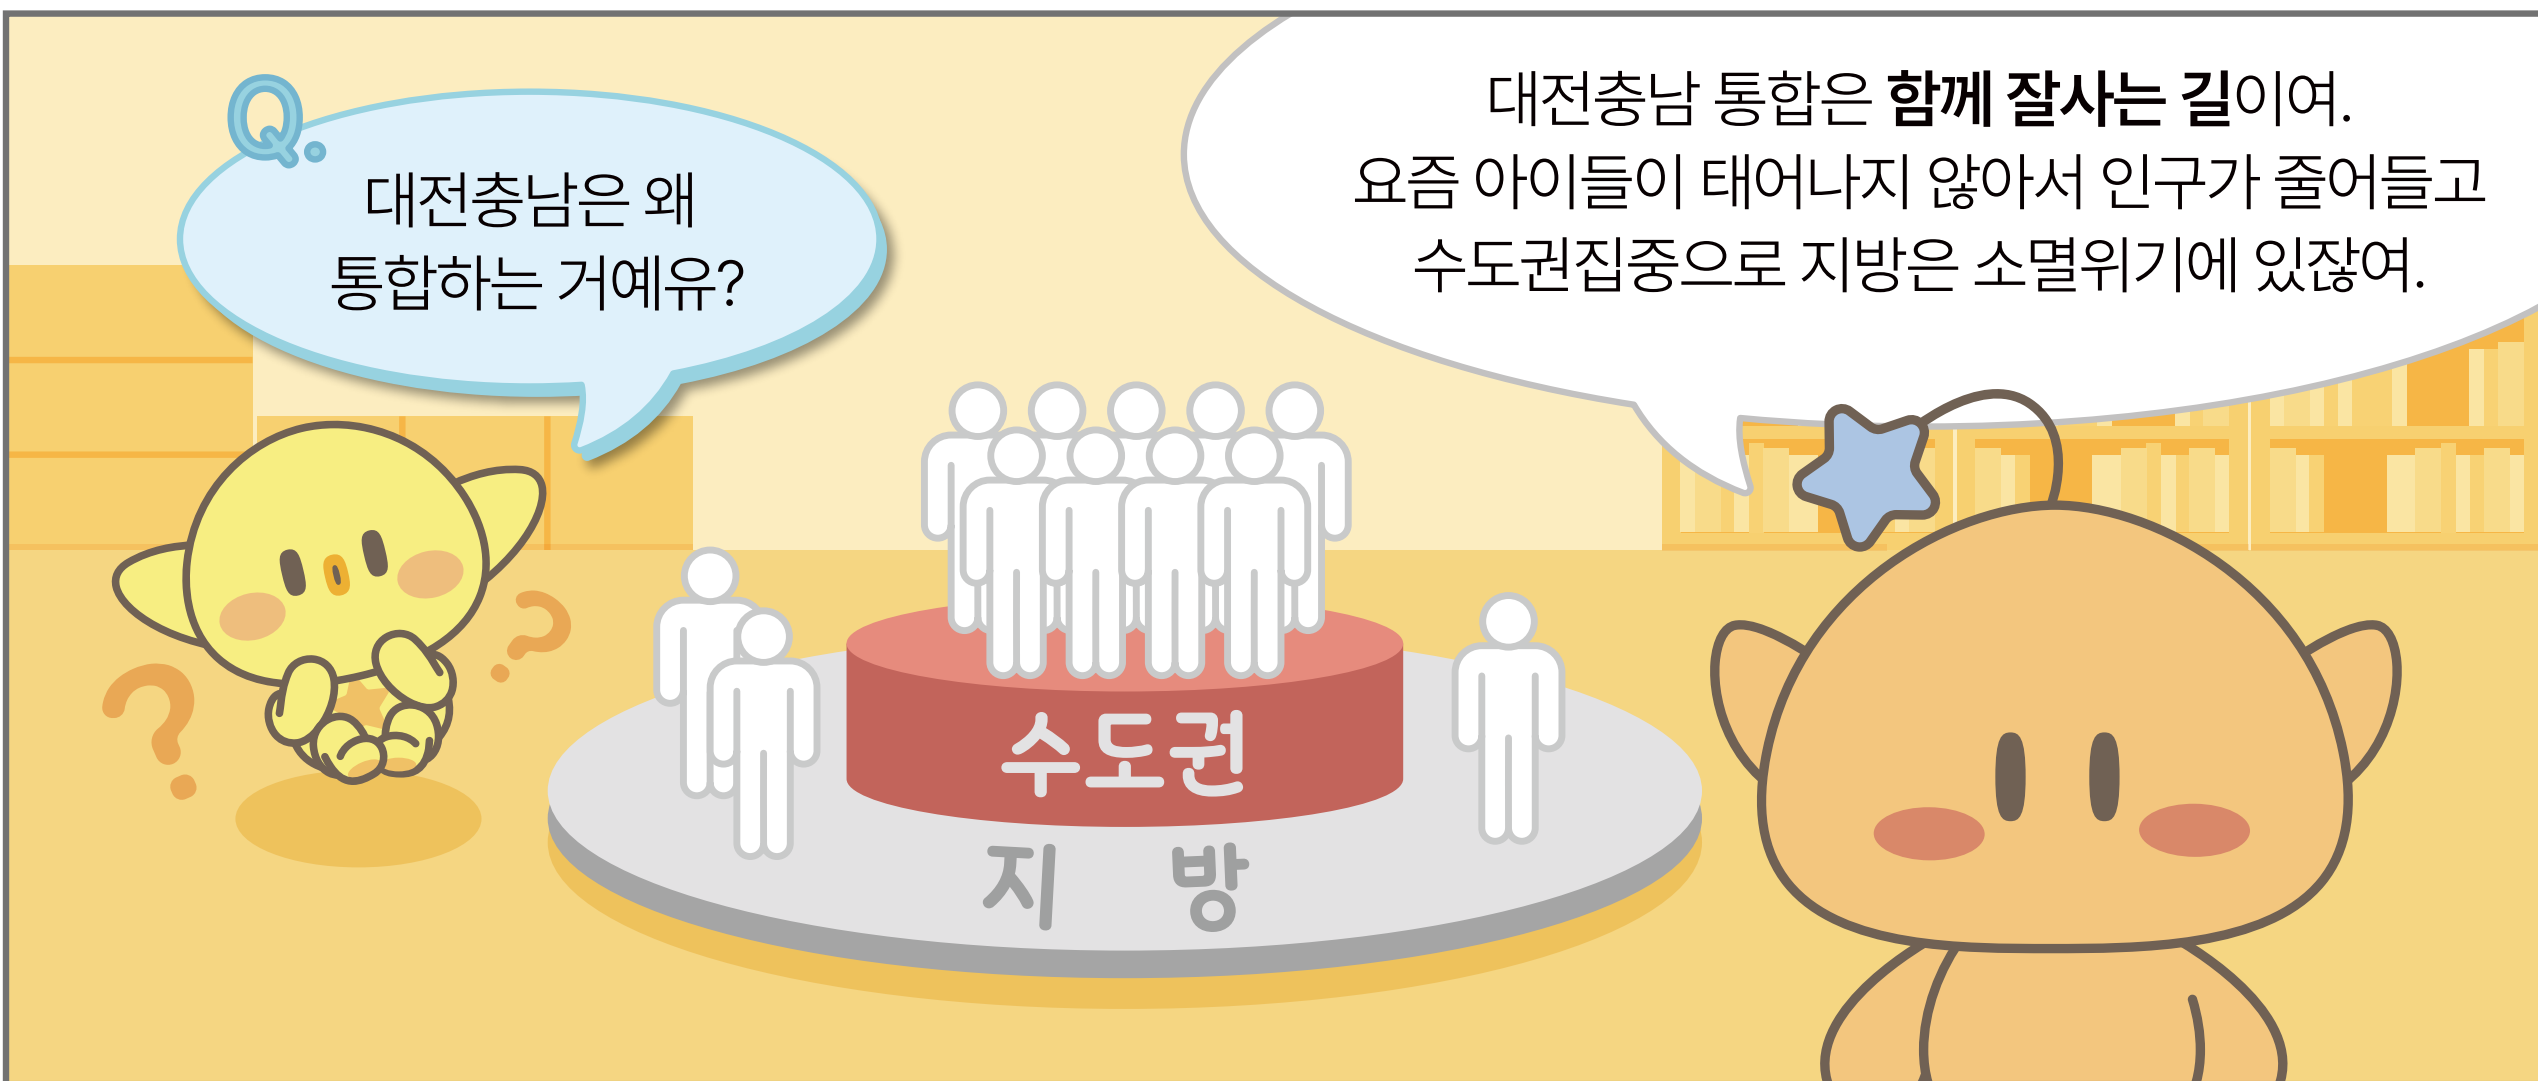 Q.
대전충남은 왜
통합하는 거예유?
대전충남 통합은 함께 잘사는 길이여.
요즘 아이들이 태어나지 않아서 인구가 줄어들고
수도권집중으로 지방은 소멸위기에 있잖여.
?
?
수도권
지 방